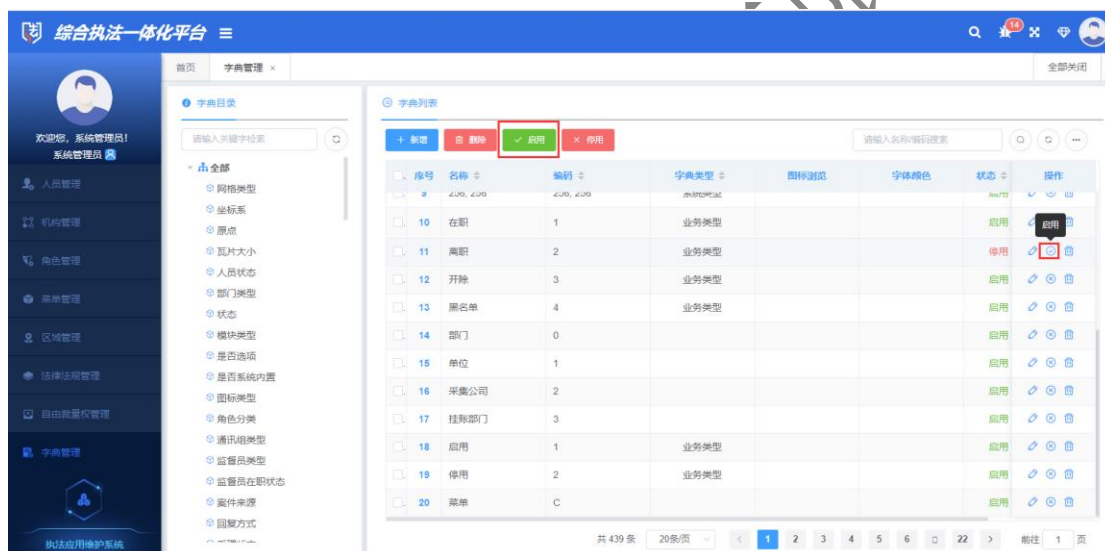 综合执法一体化平台
14
首页 字典管理 × 全部关闭
欢迎您，系统管理员！
系统管理员
人员管理
机构管理
角色管理
菜单管理
区域管理
法律法规管理
自由裁量权管理
字典管理
执法应用维护系统
字典目录
请输入关键字检索
全部
网格类型
坐标系
原点
瓦片大小
人员状态
部门类型
状态
模块类型
是否选项
是否系统内置
图标类型
角色分类
通讯组类型
监督员类型
监督员在职状态
案件来源
回复方式
字典列表
+ 新增 删除 启用 × 停用 请输入名称/编码搜索
序号 名称 编码 字典类型 图标浏览 字体颜色 状态 操作
9 256, 256 256, 256 系统类型 启用
启用
10 在职 1 业务类型 启用
11 离职 2 业务类型 停用
12 开除 3 业务类型 启用
13 黑名单 4 业务类型 启用
14 部门 0 启用
15 单位 1 启用
16 采集公司 2 启用
17 挂账部门 3 启用
18 启用 1 业务类型 启用
19 停用 2 业务类型 启用
20 菜单 C 启用
共 439 条 20条/页 < 1 2 3 4 5 6 22 > 前往 1 页